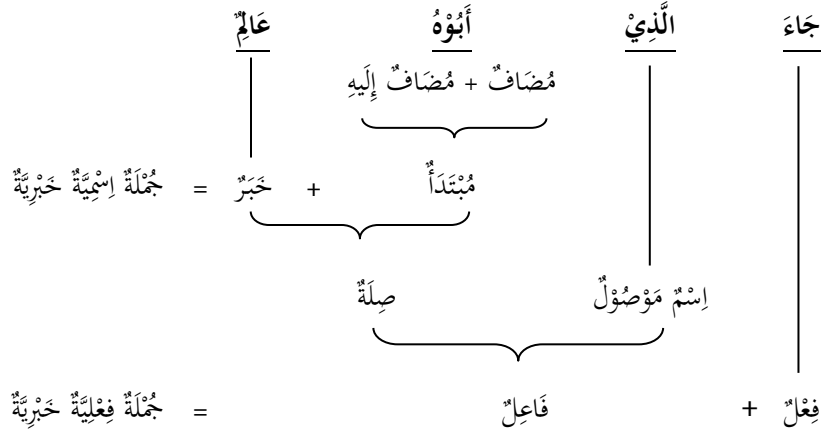 جَاءَ الَّذِيْ أَبُوْهُ عَالِمٌ
مُضَافٌ + مُضَافٌ إِلَيهِ
مُبْتَدَأٌ + خَبَرٌ = جُمْلَةٌ اِسْمِيَّةٌ خَبْرِيَّةٌ
اِسْمٌ مَوْصُوْلٌ صِلَةٌ
فِعْلٌ + فَاعِلٌ = جُمْلَةٌ فِعْلِيَّةٌ خَبْرِيَّةٌ